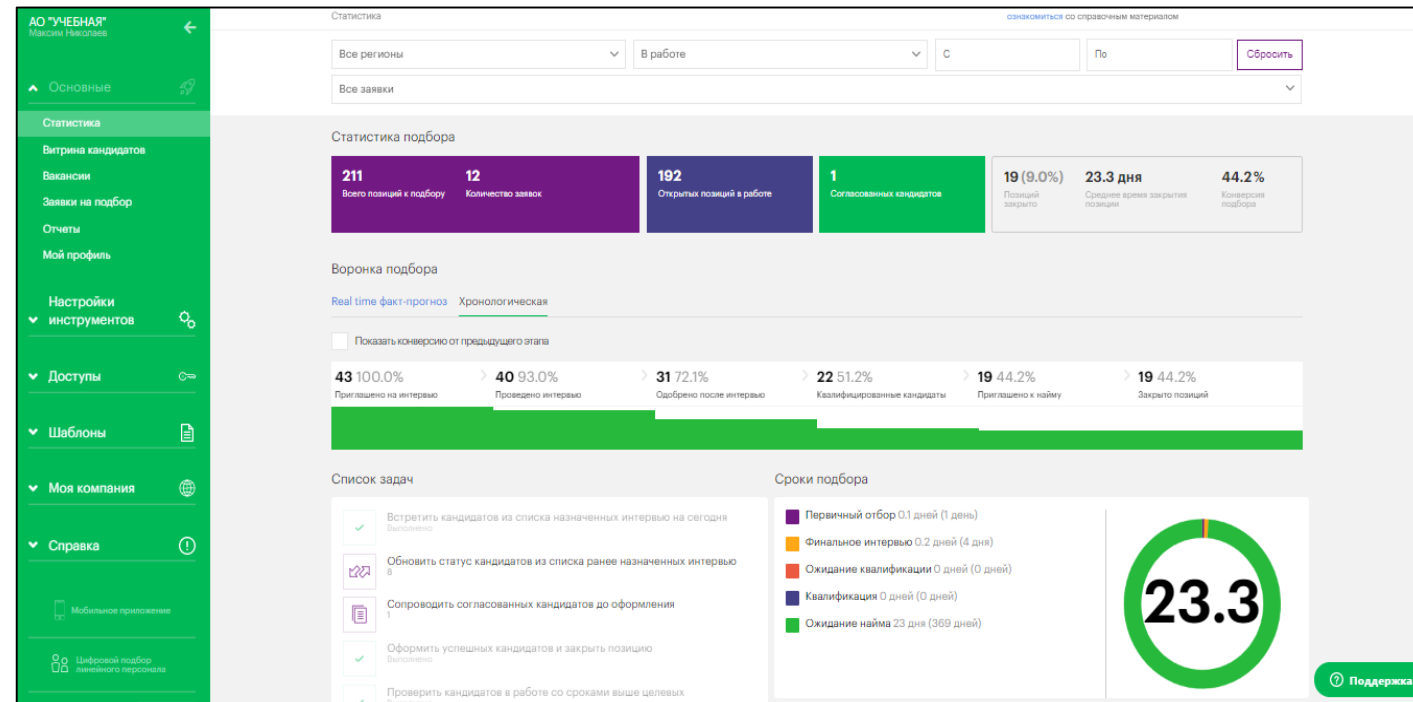 АО "УЧЕБНАЯ"
Максим Николаев
Основные
Статистика
Витрина кандидатов
Вакансии
Заявки на подбор
Отчеты
Мой профиль
Настройки
инструментов
Доступы
Шаблоны
Моя компания
Справка
Мобильное приложение
Цифровой подбор
линейного персонала
Статистика
ознакомиться со справочным материалом
Все регионы
В работе
С
По
Сбросить
Все заявки
Статистика подбора
211
Всего позиций к подбору
12
Количество заявок
192
Открытых позиций в работе
1
Согласованных кандидатов
19 (9.0%)
Позиций
закрыто
23.3 дня
Среднее время закрытия
позиции
44.2%
Конверсия
подбора
Воронка подбора
Real time факт-прогноз Хронологическая
Показать конверсию от предыдущего этапа
43 100.0%
Приглашено на интервью
40 93.0%
Проведено интервью
31 72.1%
Одобрено после интервью
22 51.2%
Квалифицированные кандидаты
19 44.2%
Приглашено к найму
19 44.2%
Закрыто позиций
Список задач
Встретить кандидатов из списка назначенных интервью на сегодня
Выполнено
Обновить статус кандидатов из списка ранее назначенных интервью
8
Сопроводить согласованных кандидатов до оформления
1
Оформить успешных кандидатов и закрыть позицию
Выполнено
Проверить кандидатов в работе со сроками выше целевых
Сроки подбора
Первичный отбор 0.1 дней (1 день)
Финальное интервью 0.2 дней (4 дня)
Ожидание квалификации 0 дней (0 дней)
Квалификация 0 дней (0 дней)
Ожидание найма 23 дня (369 дней)
23.3
Поддержка